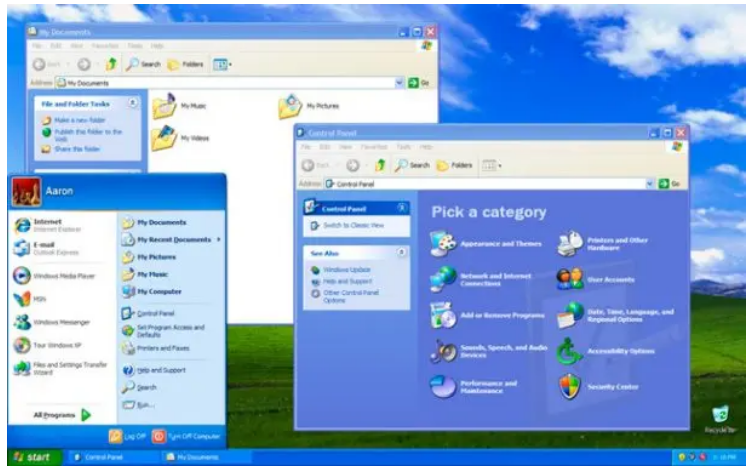 My Documents
File Edit View Favorites Tools Help
Back Search Folders
Address My Documents Go
File and Folder Tasks
Make a new folder
Publish this folder to the
Web
Share this folder
My Music
My Pictures
My Videos
Control Panel
File Edit View Favorites Tools Help
Back Search Folders
Address Control Panel Go
Control Panel
Switch to Classic View
See Also
Windows Update
Help and Support
Other Control Panel
Options
Pick a category
Appearance and Themes
Printers and Other
Hardware
Network and Internet
Connections
User Accounts
Add or Remove Programs
Date, Time, Language, and
Regional Options
Sounds, Speech, and Audio
Devices
Accessibility Options
Performance and
Maintenance
Security Center
Aaron
Internet
Internet Explorer
E-mail
Outlook Express
Windows Media Player
MSN
Windows Messenger
Tour Windows XP
Files and Settings Transfer
Wizard
All Programs
My Documents
My Recent Documents
My Pictures
My Music
My Computer
Control Panel
Set Program Access and
Defaults
Printers and Faxes
Help and Support
Search
Run...
Log Off Turn Off Computer
Recycle Bin
start Control Panel My Documents